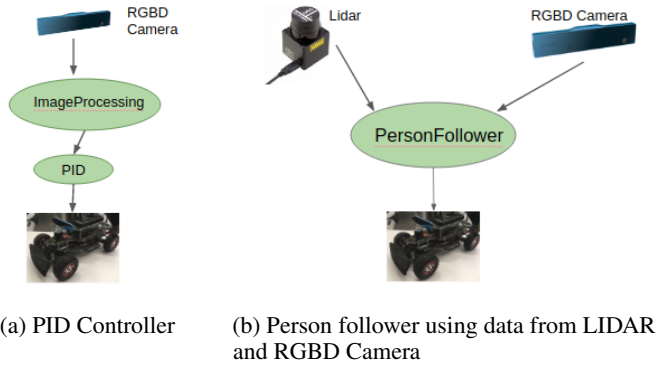 RGBD
Camera
ImageProcessing
PID
(a) PID Controller
Lidar
RGBD Camera
PersonFollower
(b) Person follower using data from LIDAR
and RGBD Camera